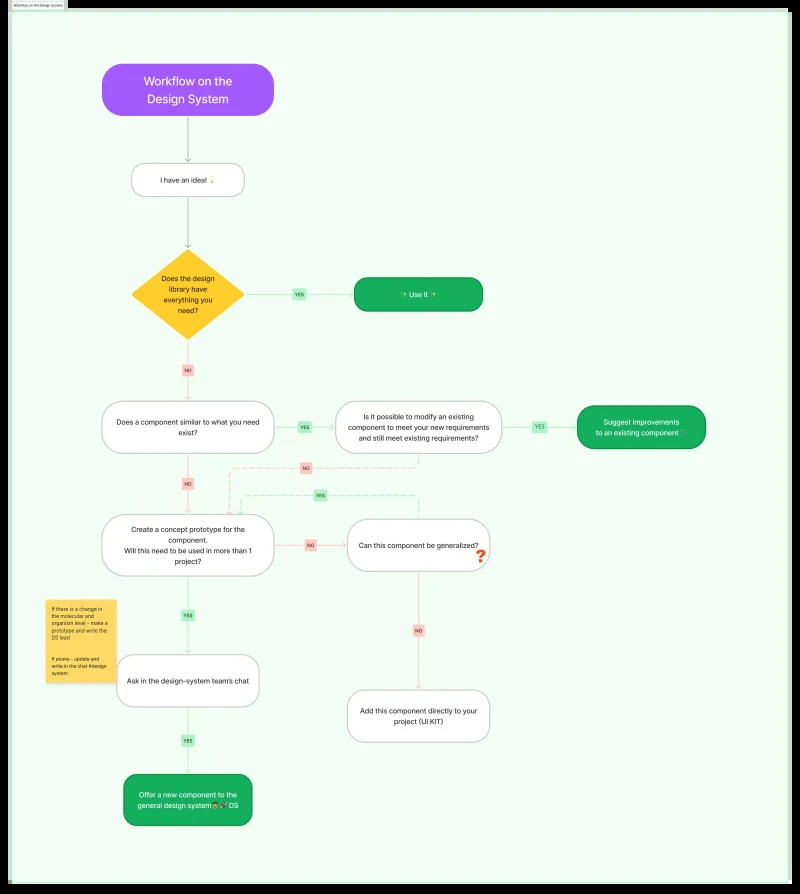 Workflow on the Design System
Workflow on the
Design System
I have an idea!
Does the design
library have
everything you
need?
YES
Use it
NO
Does a component similar to what you need
exist?
YES
Is it possible to modify an existing
component to meet your new requirements
and still meet existing requirements?
YES
Suggest improvements
to an existing component
NO
NO
YES
Create a concept prototype for the
component.
Will this need to be used in more than 1
project?
NO
Can this component be generalized?
YES
NO
If there is a change in
the molecular and
organism level - make a
prototype and write the
DS lead
If atoms - update and
write in the chat #design
system
Ask in the design-system team's chat
Add this component directly to your
project (UI KIT)
YES
Offer a new component to the
general design system DS